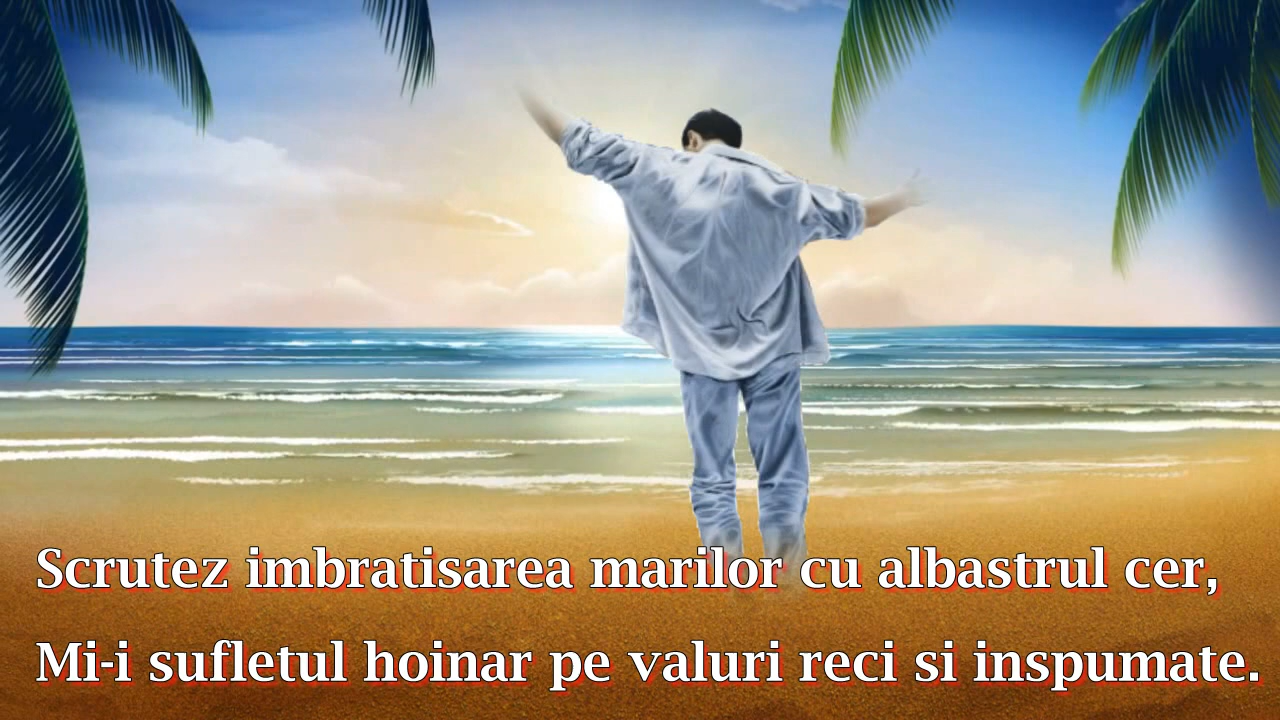 Scrutez imbratisarea marilor cu albastrul cer,
Mi-i sufletul hoinar pe valuri reci si inspumate.